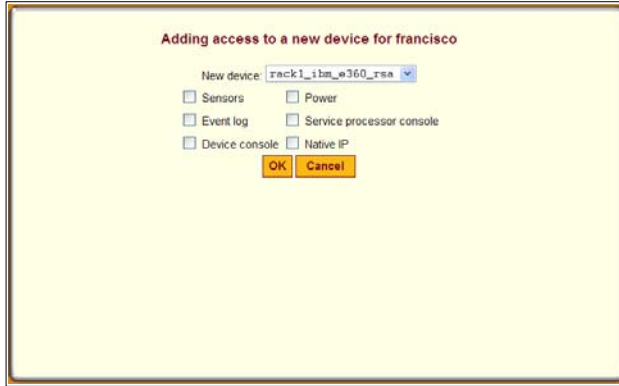 Adding access to a new device for francisco
New device: rack1_ibm_e360_rsa
Sensors Power
Event log Service processor console
Device console Native IP
OK Cancel